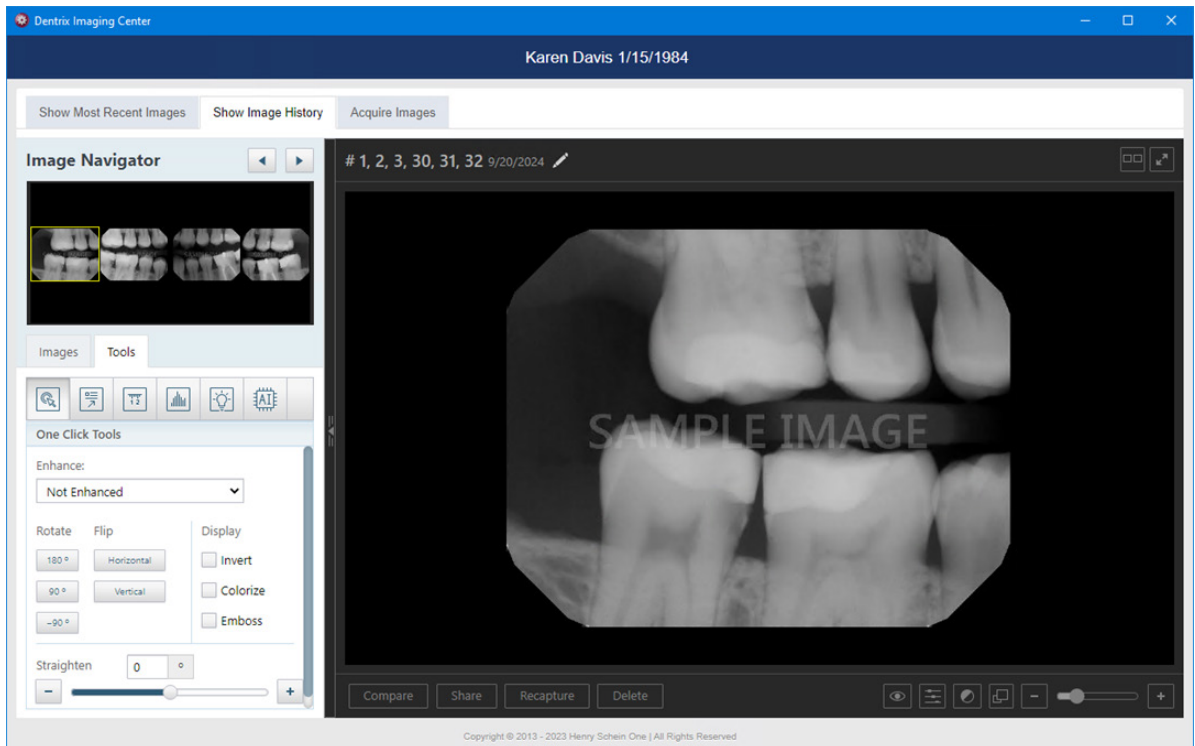 Dentrix Imaging Center
Karen Davis 1/15/1984
Show Most Recent Images
Show Image History
Acquire Images
Image Navigator
# 1, 2, 3, 30, 31, 32 9/20/2024
Images
Tools
AI
One Click Tools
Enhance:
Not Enhanced
Rotate Flip Display
180 º Horizontal Invert
90 º Vertical Colorize
-90 º Emboss
Straighten 0 º
- +
SAMPLE IMAGE
Compare Share Recapture Delete
- +
Copyright © 2013 - 2023 Henry Schein One | All Rights Reserved